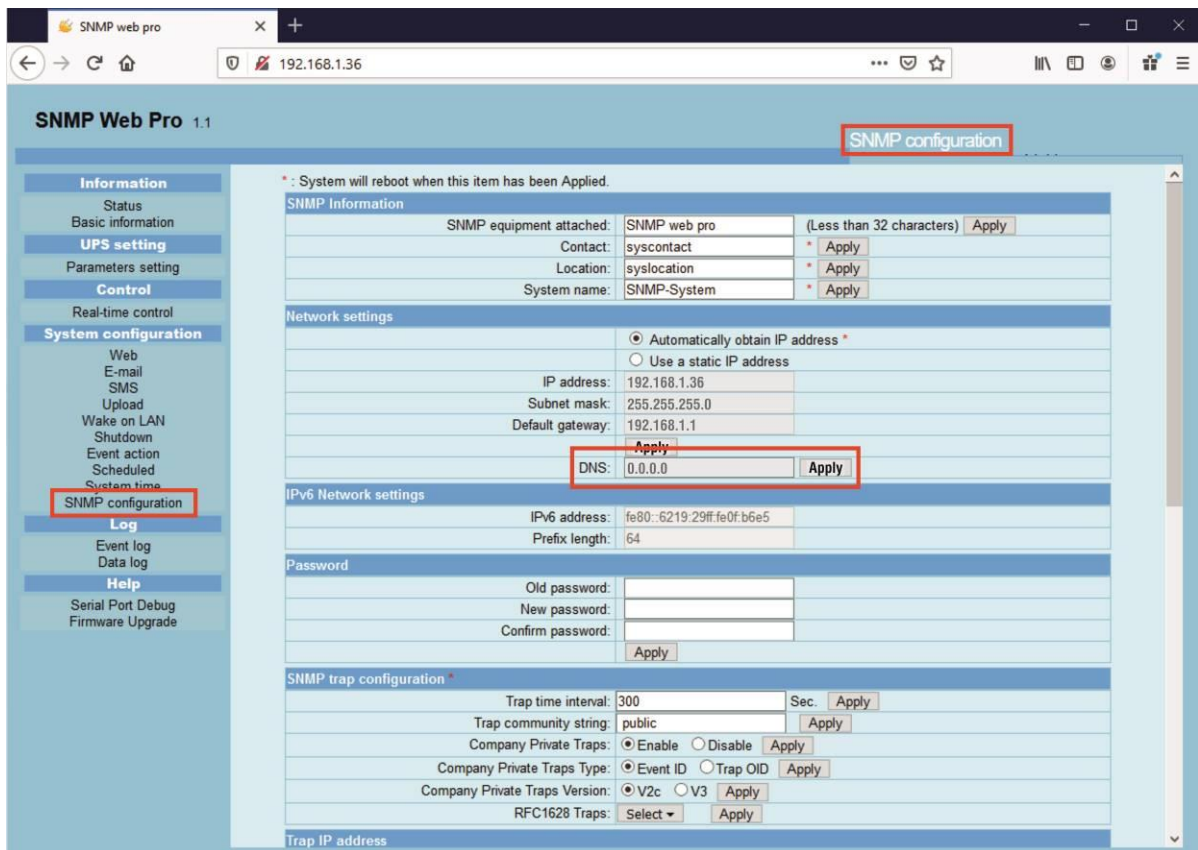 SNMP web pro
192.168.1.36
SNMP Web Pro 1.1
SNMP configuration
Information
Status
Basic information
UPS setting
Parameters setting
Control
Real-time control
System configuration
Web
E-mail
SMS
Upload
Wake on LAN
Shutdown
Event action
Scheduled
System time
SNMP configuration
Log
Event log
Data log
Help
Serial Port Debug
Firmware Upgrade
* : System will reboot when this item has been Applied.
SNMP Information
SNMP equipment attached: SNMP web pro (Less than 32 characters) Apply
Contact: syscontact * Apply
Location: syslocation * Apply
System name: SNMP-System * Apply
Network settings
Automatically obtain IP address *
Use a static IP address
IP address: 192.168.1.36
Subnet mask: 255.255.255.0
Default gateway: 192.168.1.1
Apply
DNS: 0.0.0.0 Apply
IPv6 Network settings
IPv6 address: fe80::6219:29ff:fe0f:b6e5
Prefix length: 64
Password
Old password:
New password:
Confirm password:
Apply
SNMP trap configuration *
Trap time interval: 300 Sec. Apply
Trap community string: public Apply
Company Private Traps: Enable Disable Apply
Company Private Traps Type: Event ID Trap OID Apply
Company Private Traps Version: V2c V3 Apply
RFC1628 Traps: Select Apply
Trap IP address